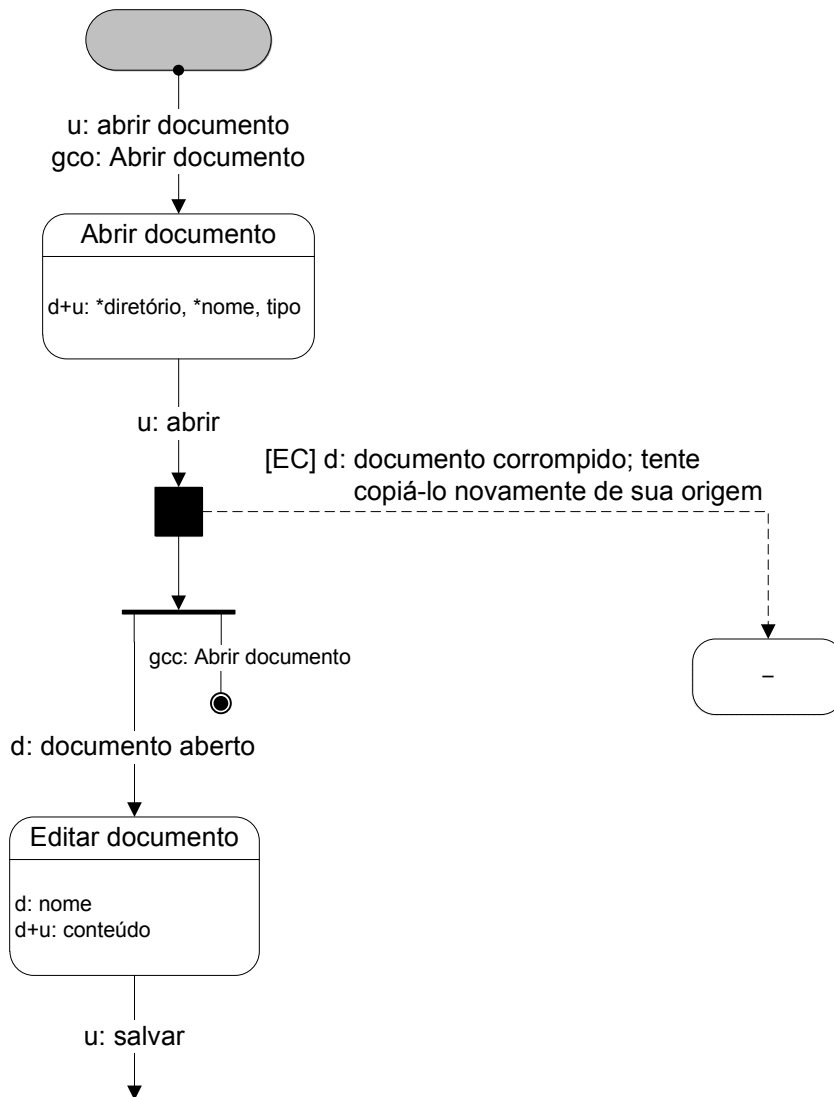 u: abrir documento
gco: Abrir documento
Abrir documento
d+u: *diretório, *nome, tipo
u: abrir
[EC] d: documento corrompido; tente
copiá-lo novamente de sua origem
gcc: Abrir documento
–
d: documento aberto
Editar documento
d: nome
d+u: conteúdo
u: salvar